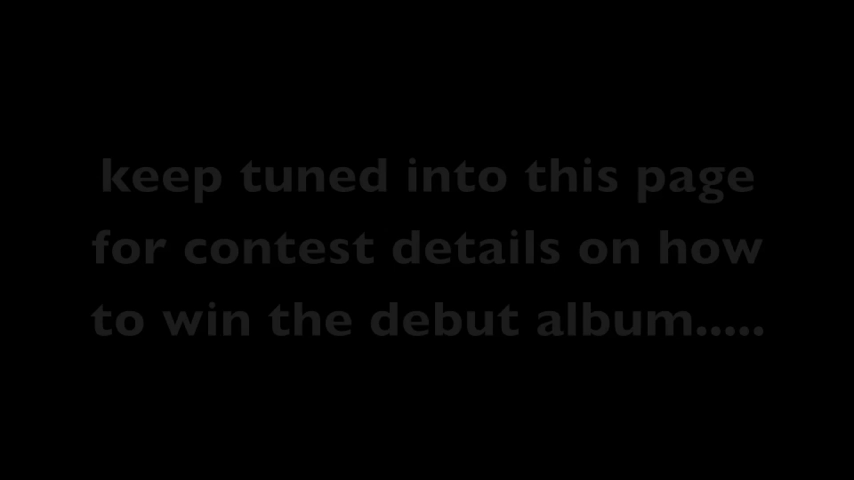 keep tuned into this page
for contest details on how
to win the debut album.....